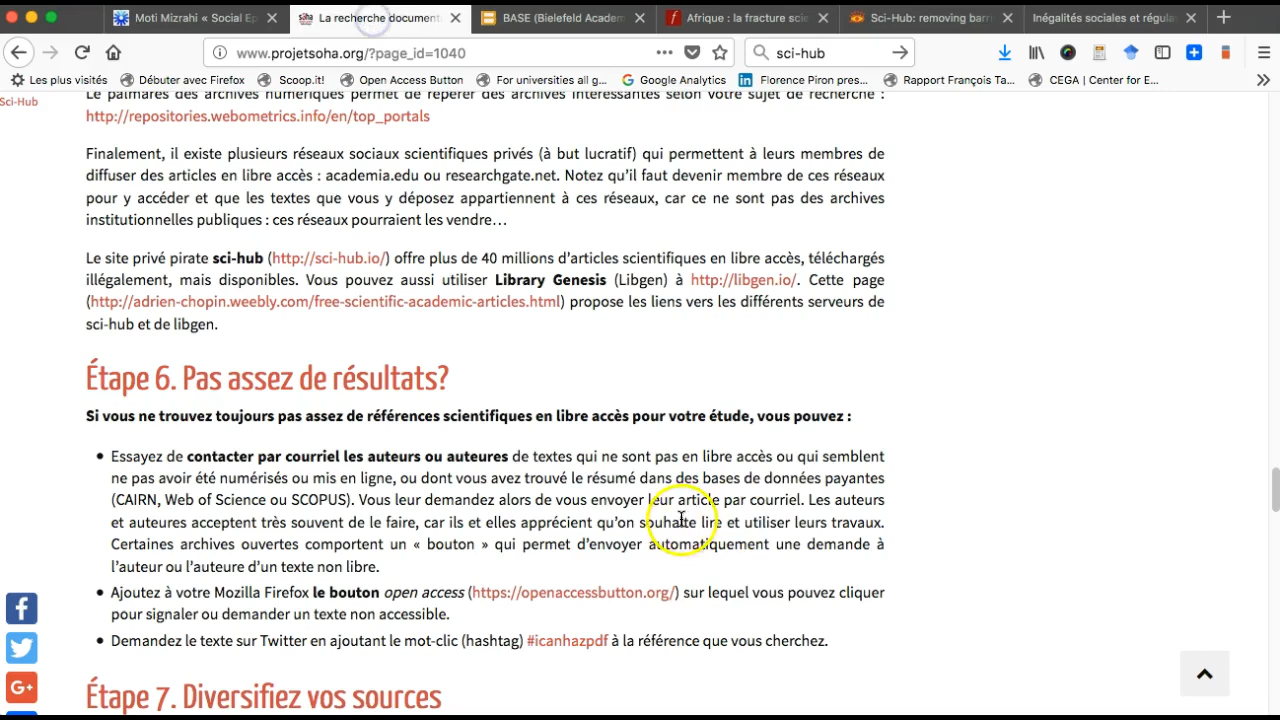 Moti Mizrahi « Social Ep
La recherche document
BASE (Bielefeld Academ
Afrique : la fracture scie
Sci-Hub: removing barr
Inégalités sociales et régula
www.projetsoha.org/?page_id=1040
sci-hub
Les plus visités
Débuter avec Firefox
Scoop.it!
Open Access Button
For universities all g...
Google Analytics
Florence Piron pres...
Rapport François Ta...
CEGA | Center for E...
Sci-Hub
Le palmarès des archives numériques permet de repérer des archives intéressantes selon votre sujet de recherche :
http://repositories.webometrics.info/en/top_portals
Finalement, il existe plusieurs réseaux sociaux scientifiques privés (à but lucratif) qui permettent à leurs membres de
diffuser des articles en libre accès : academia.edu ou researchgate.net. Notez qu’il faut devenir membre de ces réseaux
pour y accéder et que les textes que vous y déposez appartiennent à ces réseaux, car ce ne sont pas des archives
institutionnelles publiques : ces réseaux pourraient les vendre…
Le site privé pirate sci-hub (http://sci-hub.io/) offre plus de 40 millions d’articles scientifiques en libre accès, téléchargés
illégalement, mais disponibles. Vous pouvez aussi utiliser Library Genesis (Libgen) à http://libgen.io/. Cette page
(http://adrien-chopin.weebly.com/free-scientific-academic-articles.html) propose les liens vers les différents serveurs de
sci-hub et de libgen.
Étape 6. Pas assez de résultats?
Si vous ne trouvez toujours pas assez de références scientifiques en libre accès pour votre étude, vous pouvez :
Essayez de contacter par courriel les auteurs ou auteures de textes qui ne sont pas en libre accès ou qui semblent
ne pas avoir été numérisés ou mis en ligne, ou dont vous avez trouvé le résumé dans des bases de données payantes
(CAIRN, Web of Science ou SCOPUS). Vous leur demandez alors de vous envoyer leur article par courriel. Les auteurs
et auteures acceptent très souvent de le faire, car ils et elles apprécient qu’on souhaite lire et utiliser leurs travaux.
Certaines archives ouvertes comportent un « bouton » qui permet d’envoyer automatiquement une demande à
l’auteur ou l’auteure d’un texte non libre.
Ajoutez à votre Mozilla Firefox le bouton open access (https://openaccessbutton.org/) sur lequel vous pouvez cliquer
pour signaler ou demander un texte non accessible.
Demandez le texte sur Twitter en ajoutant le mot-clic (hashtag) #icanhazpdf à la référence que vous cherchez.
Étape 7. Diversifiez vos sources